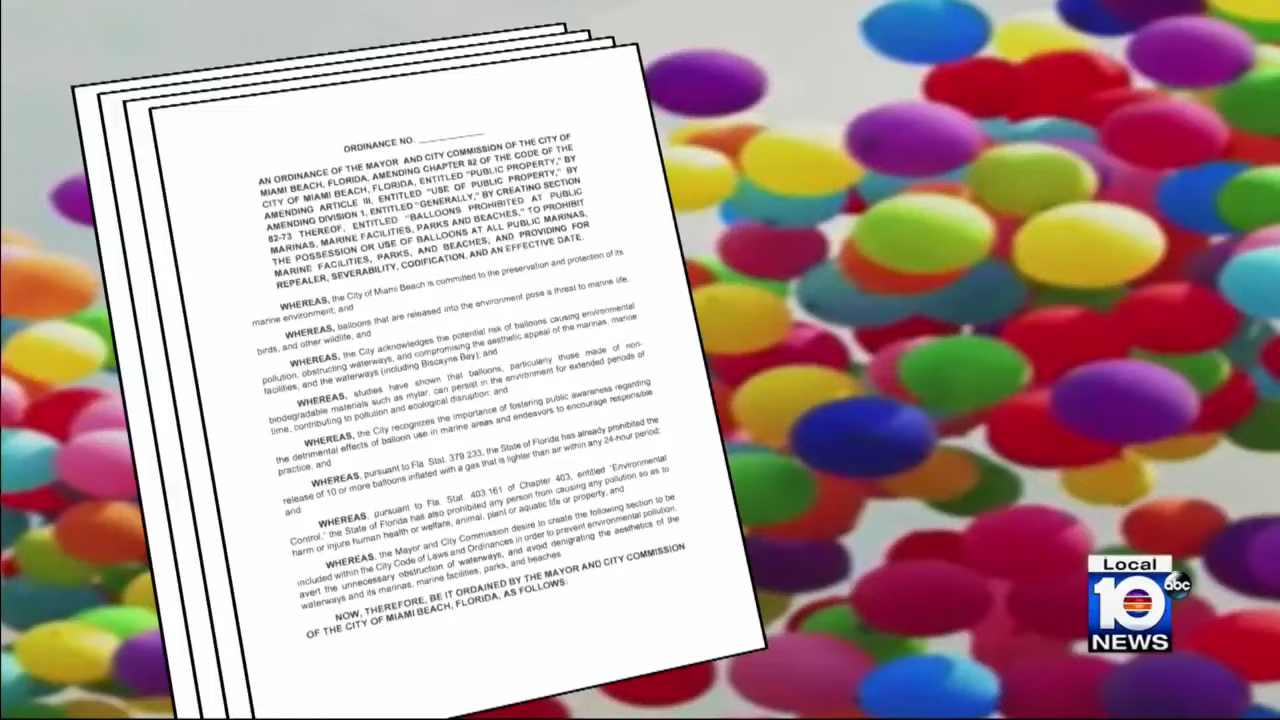 ORDINANCE NO. ___________
AN ORDINANCE OF THE MAYOR AND CITY COMMISSION OF THE CITY OF
MIAMI BEACH, FLORIDA, AMENDING CHAPTER 82 OF THE CODE OF THE
CITY OF MIAMI BEACH, FLORIDA, ENTITLED "PUBLIC PROPERTY," BY
AMENDING ARTICLE III, ENTITLED "USE OF PUBLIC PROPERTY," BY
AMENDING DIVISION 1, ENTITLED "GENERALLY," BY CREATING SECTION
82-73 THEREOF, ENTITLED "BALLOONS PROHIBITED AT PUBLIC
MARINAS, MARINE FACILITIES, PARKS AND BEACHES," TO PROHIBIT
THE POSSESSION OR USE OF BALLOONS AT ALL PUBLIC MARINAS,
MARINE FACILITIES, PARKS, AND BEACHES, AND PROVIDING FOR
REPEALER, SEVERABILITY, CODIFICATION, AND AN EFFECTIVE DATE.
WHEREAS, the City of Miami Beach is committed to the preservation and protection of its
marine environment; and
WHEREAS, balloons that are released into the environment pose a threat to marine life,
birds, and other wildlife; and
WHEREAS, the City acknowledges the potential risk of balloons causing environmental
pollution, obstructing waterways, and compromising the aesthetic appeal of the marinas, marine
facilities, and the waterways (including Biscayne Bay); and
WHEREAS, studies have shown that balloons, particularly those made of non-
biodegradable materials such as mylar, can persist in the environment for extended periods of
time, contributing to pollution and ecological disruption; and
WHEREAS, the City recognizes the importance of fostering public awareness regarding
the detrimental effects of balloon use in marine areas and endeavors to encourage responsible
practice; and
WHEREAS, pursuant to Fla. Stat. 379.233, the State of Florida has already prohibited the
release of 10 or more balloons inflated with a gas that is lighter than air within any 24-hour period;
and
WHEREAS, pursuant to Fla. Stat. 403.161 of Chapter 403, entitled "Environmental
Control," the State of Florida has also prohibited any person from causing any pollution so as to
harm or injure human health or welfare, animal, plant or aquatic life or property; and
WHEREAS, the Mayor and City Commission desire to create the following section to be
included within the City Code of Laws and Ordinances in order to prevent environmental pollution,
avert the unnecessary obstruction of waterways, and avoid denigrating the aesthetics of the
waterways and its marinas, marine facilities, parks, and beaches.
NOW, THEREFORE, BE IT ORDAINED BY THE MAYOR AND CITY COMMISSION
OF THE CITY OF MIAMI BEACH, FLORIDA, AS FOLLOWS:
Local
10 abc
NEWS